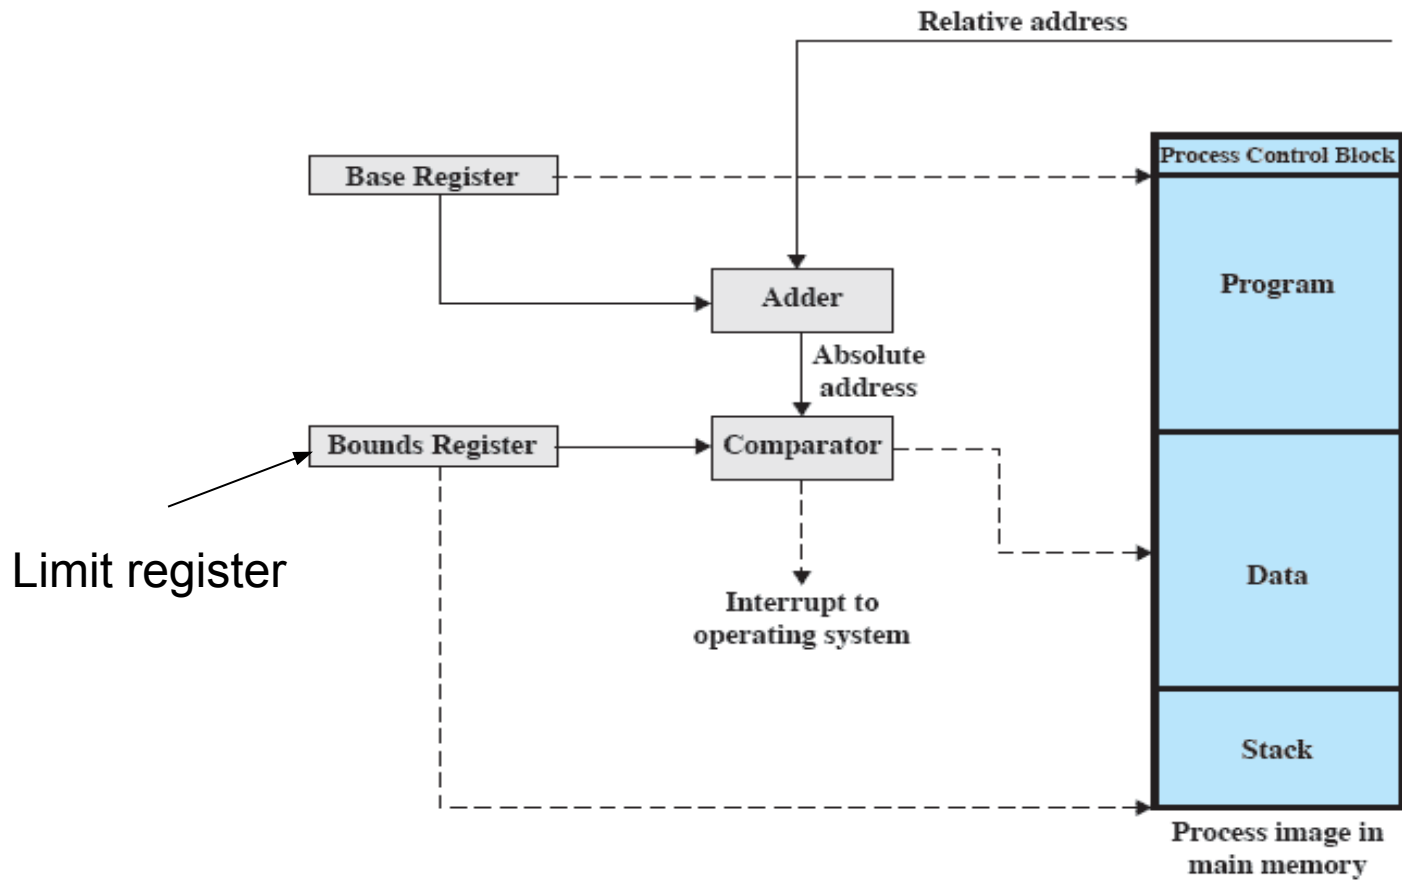 Relative address
Process Control Block
Base Register
Program
Adder
Absolute
address
Bounds Register
Comparator
Limit register
Data
Interrupt to
operating system
Stack
Process image in
main memory